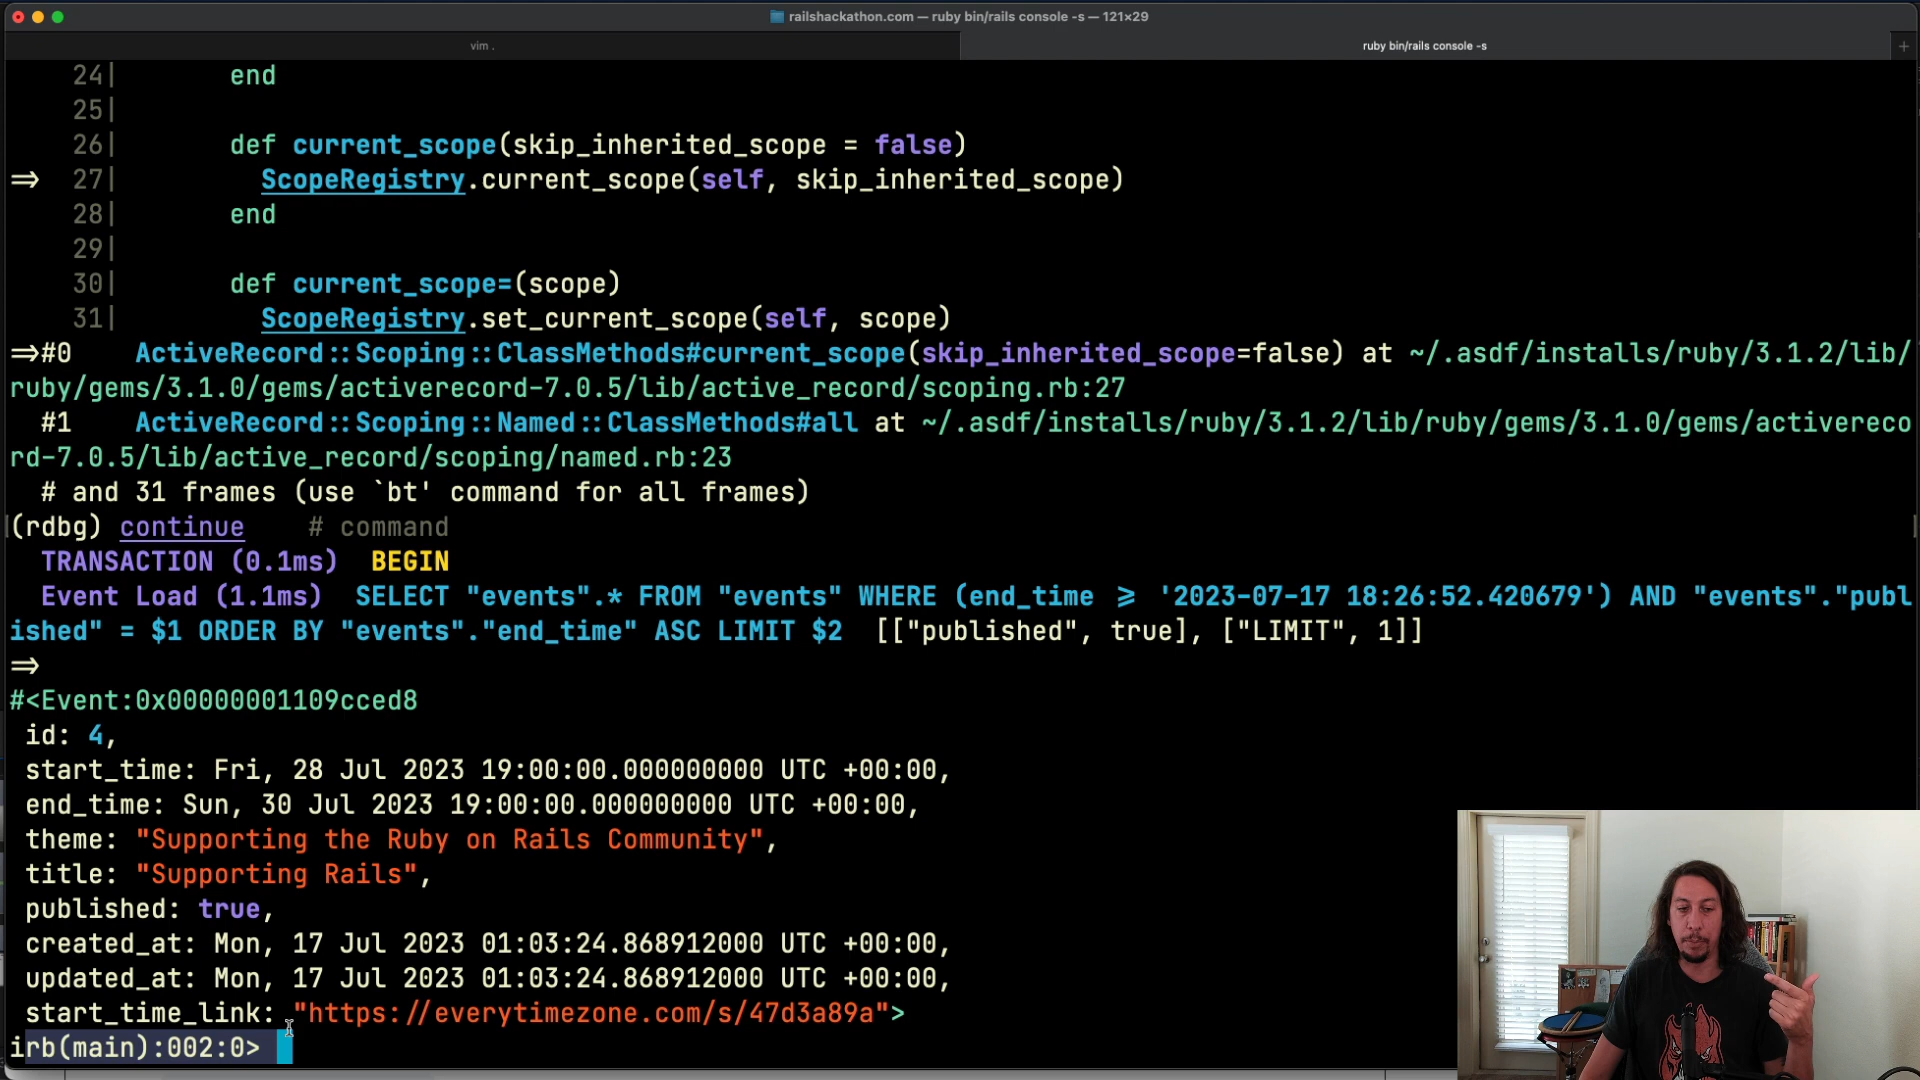 railshackathon.com — ruby bin/rails console -s — 121×29
vim .
ruby bin/rails console -s
+
24| end
25|
26| def current_scope(skip_inherited_scope = false)
=> 27| ScopeRegistry.current_scope(self, skip_inherited_scope)
28| end
29|
30| def current_scope=(scope)
31| ScopeRegistry.set_current_scope(self, scope)
=>#0 ActiveRecord::Scoping::ClassMethods#current_scope(skip_inherited_scope=false) at ~/.asdf/installs/ruby/3.1.2/lib/
ruby/gems/3.1.0/gems/activerecord-7.0.5/lib/active_record/scoping.rb:27
#1 ActiveRecord::Scoping::Named::ClassMethods#all at ~/.asdf/installs/ruby/3.1.2/lib/ruby/gems/3.1.0/gems/activereco
rd-7.0.5/lib/active_record/scoping/named.rb:23
# and 31 frames (use `bt' command for all frames)
(rdbg) continue # command
TRANSACTION (0.1ms) BEGIN
Event Load (1.1ms) SELECT "events".* FROM "events" WHERE (end_time >= '2023-07-17 18:26:52.420679') AND "events"."publ
ished" = $1 ORDER BY "events"."end_time" ASC LIMIT $2 [["published", true], ["LIMIT", 1]]
=>
#<Event:0x00000001109cced8
id: 4,
start_time: Fri, 28 Jul 2023 19:00:00.000000000 UTC +00:00,
end_time: Sun, 30 Jul 2023 19:00:00.000000000 UTC +00:00,
theme: "Supporting the Ruby on Rails Community",
title: "Supporting Rails",
published: true,
created_at: Mon, 17 Jul 2023 01:03:24.868912000 UTC +00:00,
updated_at: Mon, 17 Jul 2023 01:03:24.868912000 UTC +00:00,
start_time_link: "https://everytimezone.com/s/47d3a89a">
irb(main):002:0>